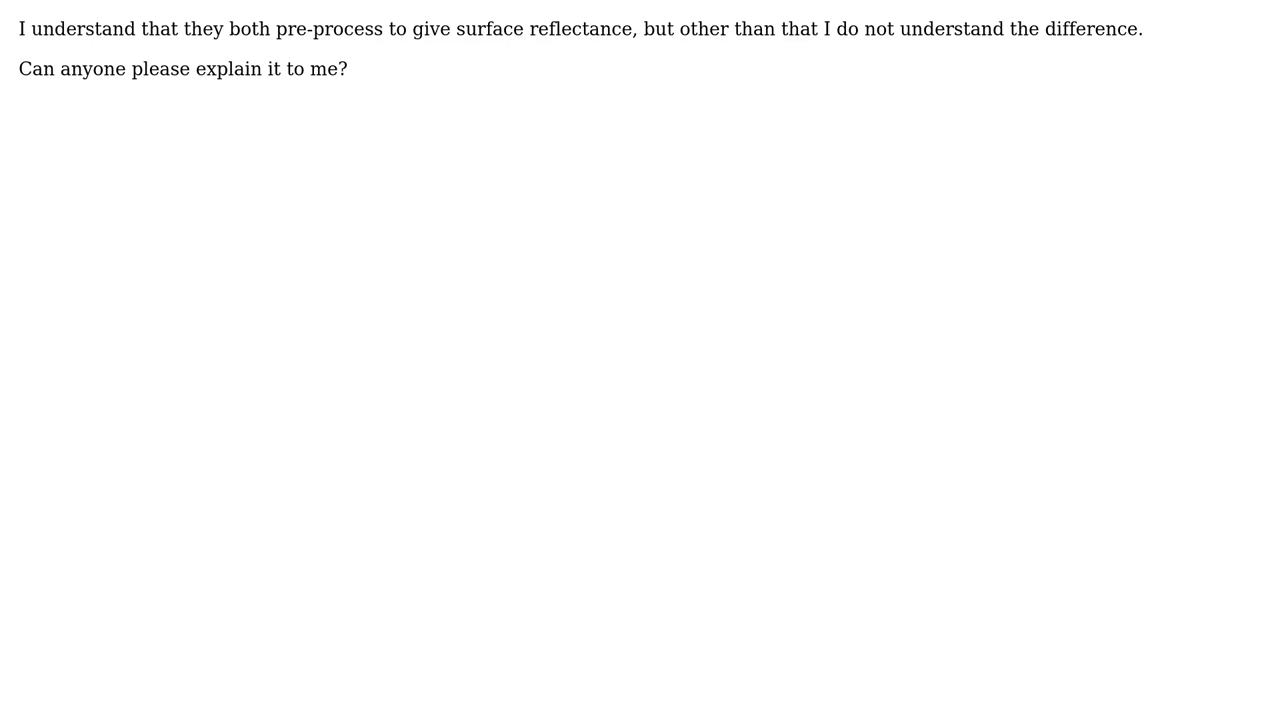 I understand that they both pre-process to give surface reflectance, but other than that I do not understand the difference.
Can anyone please explain it to me?